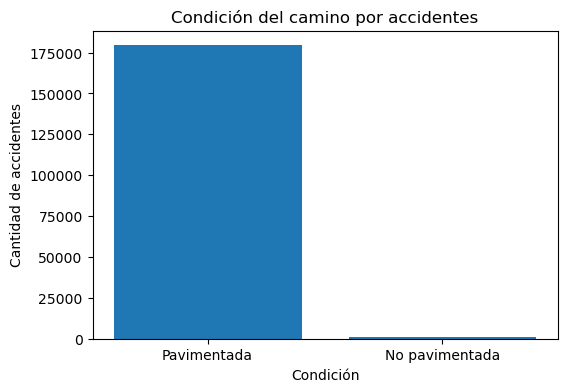 Condición del camino por accidentes
Cantidad de accidentes
175000
150000
125000
100000
75000
50000
25000
0
Pavimentada
No pavimentada
Condición